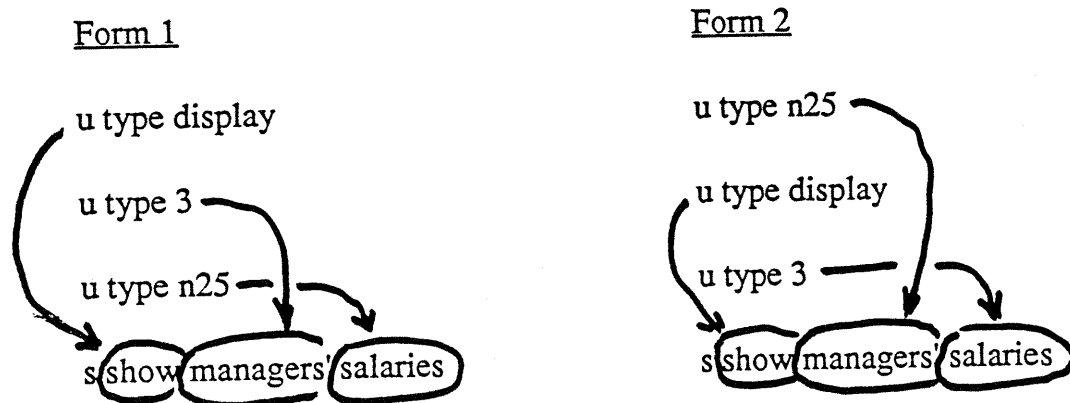 Form 1
u type display
u type 3
u type n25
s show managers' salaries
Form 2
u type n25
u type display
u type 3
s show managers' salaries